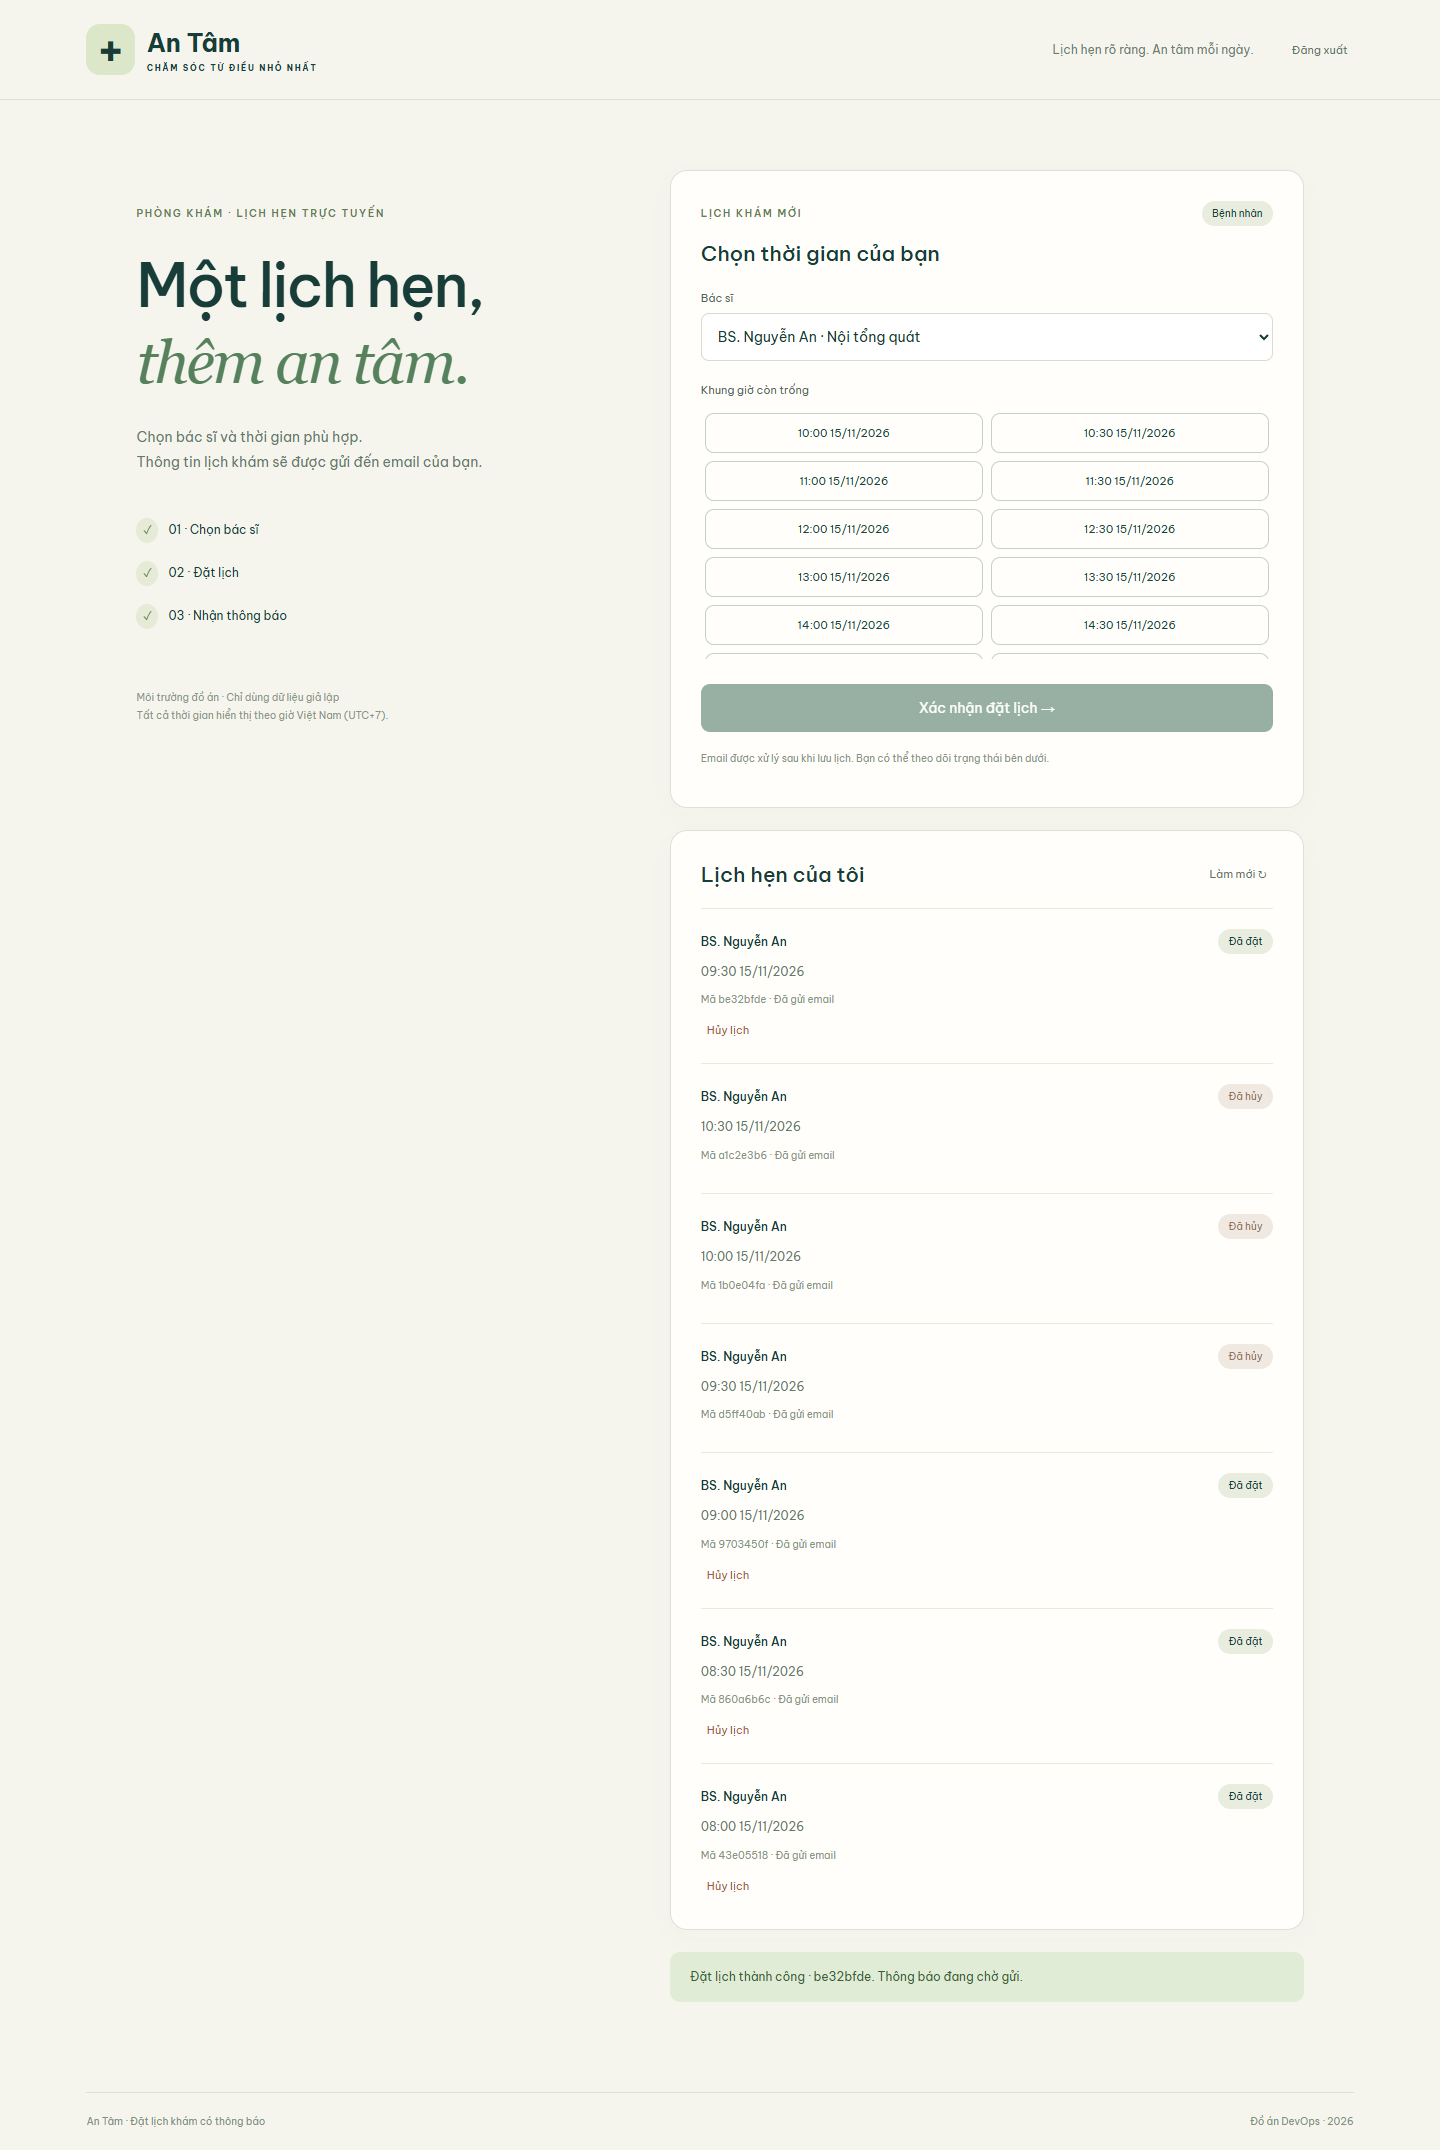 An Tâm
CHĂM SÓC TỪ ĐIỀU NHỎ NHẤT
Lịch hẹn rõ ràng. An tâm mỗi ngày.
Đăng xuất
PHÒNG KHÁM · LỊCH HẸN TRỰC TUYẾN
Một lịch hẹn,
thêm an tâm.
Chọn bác sĩ và thời gian phù hợp.
Thông tin lịch khám sẽ được gửi đến email của bạn.
✓ 01 · Chọn bác sĩ
✓ 02 · Đặt lịch
✓ 03 · Nhận thông báo
Môi trường đồ án · Chỉ dùng dữ liệu giả lập
Tất cả thời gian hiển thị theo giờ Việt Nam (UTC+7).
LỊCH KHÁM MỚI
Bệnh nhân
Chọn thời gian của bạn
Bác sĩ
BS. Nguyễn An · Nội tổng quát
Khung giờ còn trống
10:00 15/11/2026
10:30 15/11/2026
11:00 15/11/2026
11:30 15/11/2026
12:00 15/11/2026
12:30 15/11/2026
13:00 15/11/2026
13:30 15/11/2026
14:00 15/11/2026
14:30 15/11/2026
Xác nhận đặt lịch →
Email được xử lý sau khi lưu lịch. Bạn có thể theo dõi trạng thái bên dưới.
Lịch hẹn của tôi
Làm mới ↻
BS. Nguyễn An
Đã đặt
09:30 15/11/2026
Mã be32bfde · Đã gửi email
Hủy lịch
BS. Nguyễn An
Đã hủy
10:30 15/11/2026
Mã a1c2e3b6 · Đã gửi email
BS. Nguyễn An
Đã hủy
10:00 15/11/2026
Mã 1b0e04fa · Đã gửi email
BS. Nguyễn An
Đã hủy
09:30 15/11/2026
Mã d5ff40ab · Đã gửi email
BS. Nguyễn An
Đã đặt
09:00 15/11/2026
Mã 9703450f · Đã gửi email
Hủy lịch
BS. Nguyễn An
Đã đặt
08:30 15/11/2026
Mã 860a6b6c · Đã gửi email
Hủy lịch
BS. Nguyễn An
Đã đặt
08:00 15/11/2026
Mã 43e05518 · Đã gửi email
Hủy lịch
Đặt lịch thành công · be32bfde. Thông báo đang chờ gửi.
An Tâm · Đặt lịch khám có thông báo
Đồ án DevOps · 2026